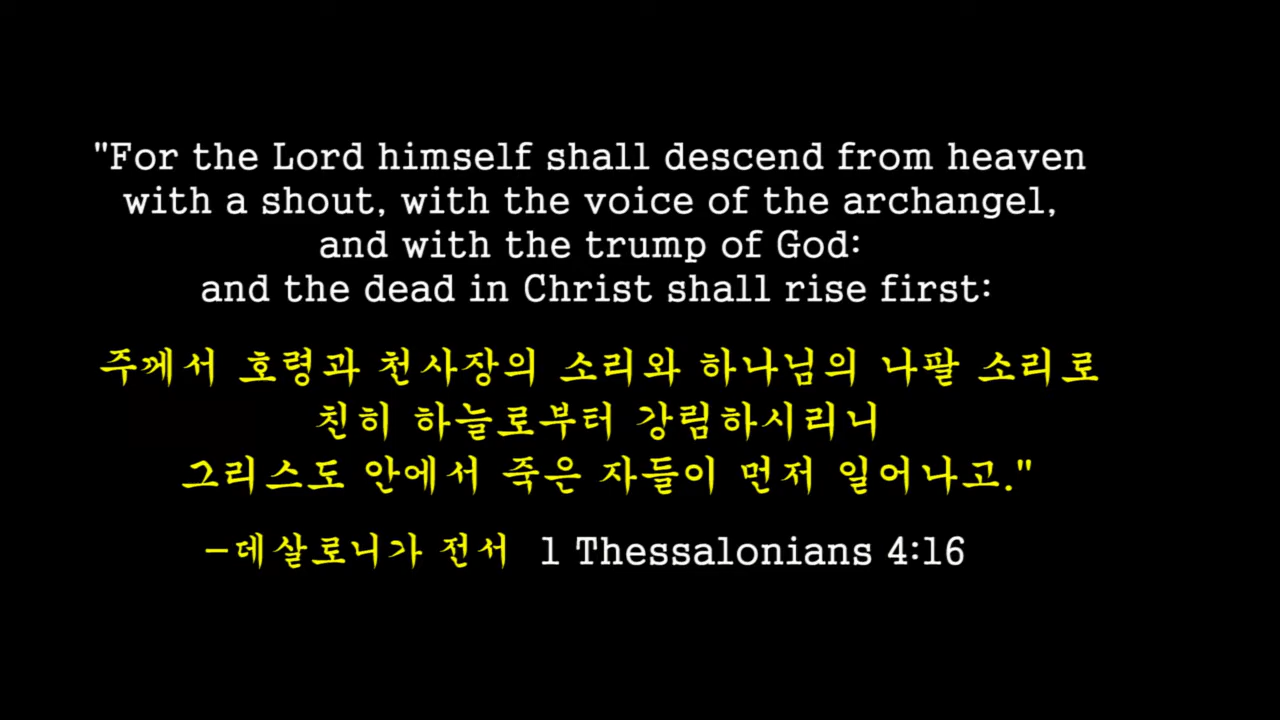 "For the Lord himself shall descend from heaven
with a shout, with the voice of the archangel,
and with the trump of God:
and the dead in Christ shall rise first:
주께서 호령과 천사장의 소리와 하나님의 나팔 소리로
친히 하늘로부터 강림하시리니
그리스도 안에서 죽은 자들이 먼저 일어나고."
-데살로니가 전서 1 Thessalonians 4:16